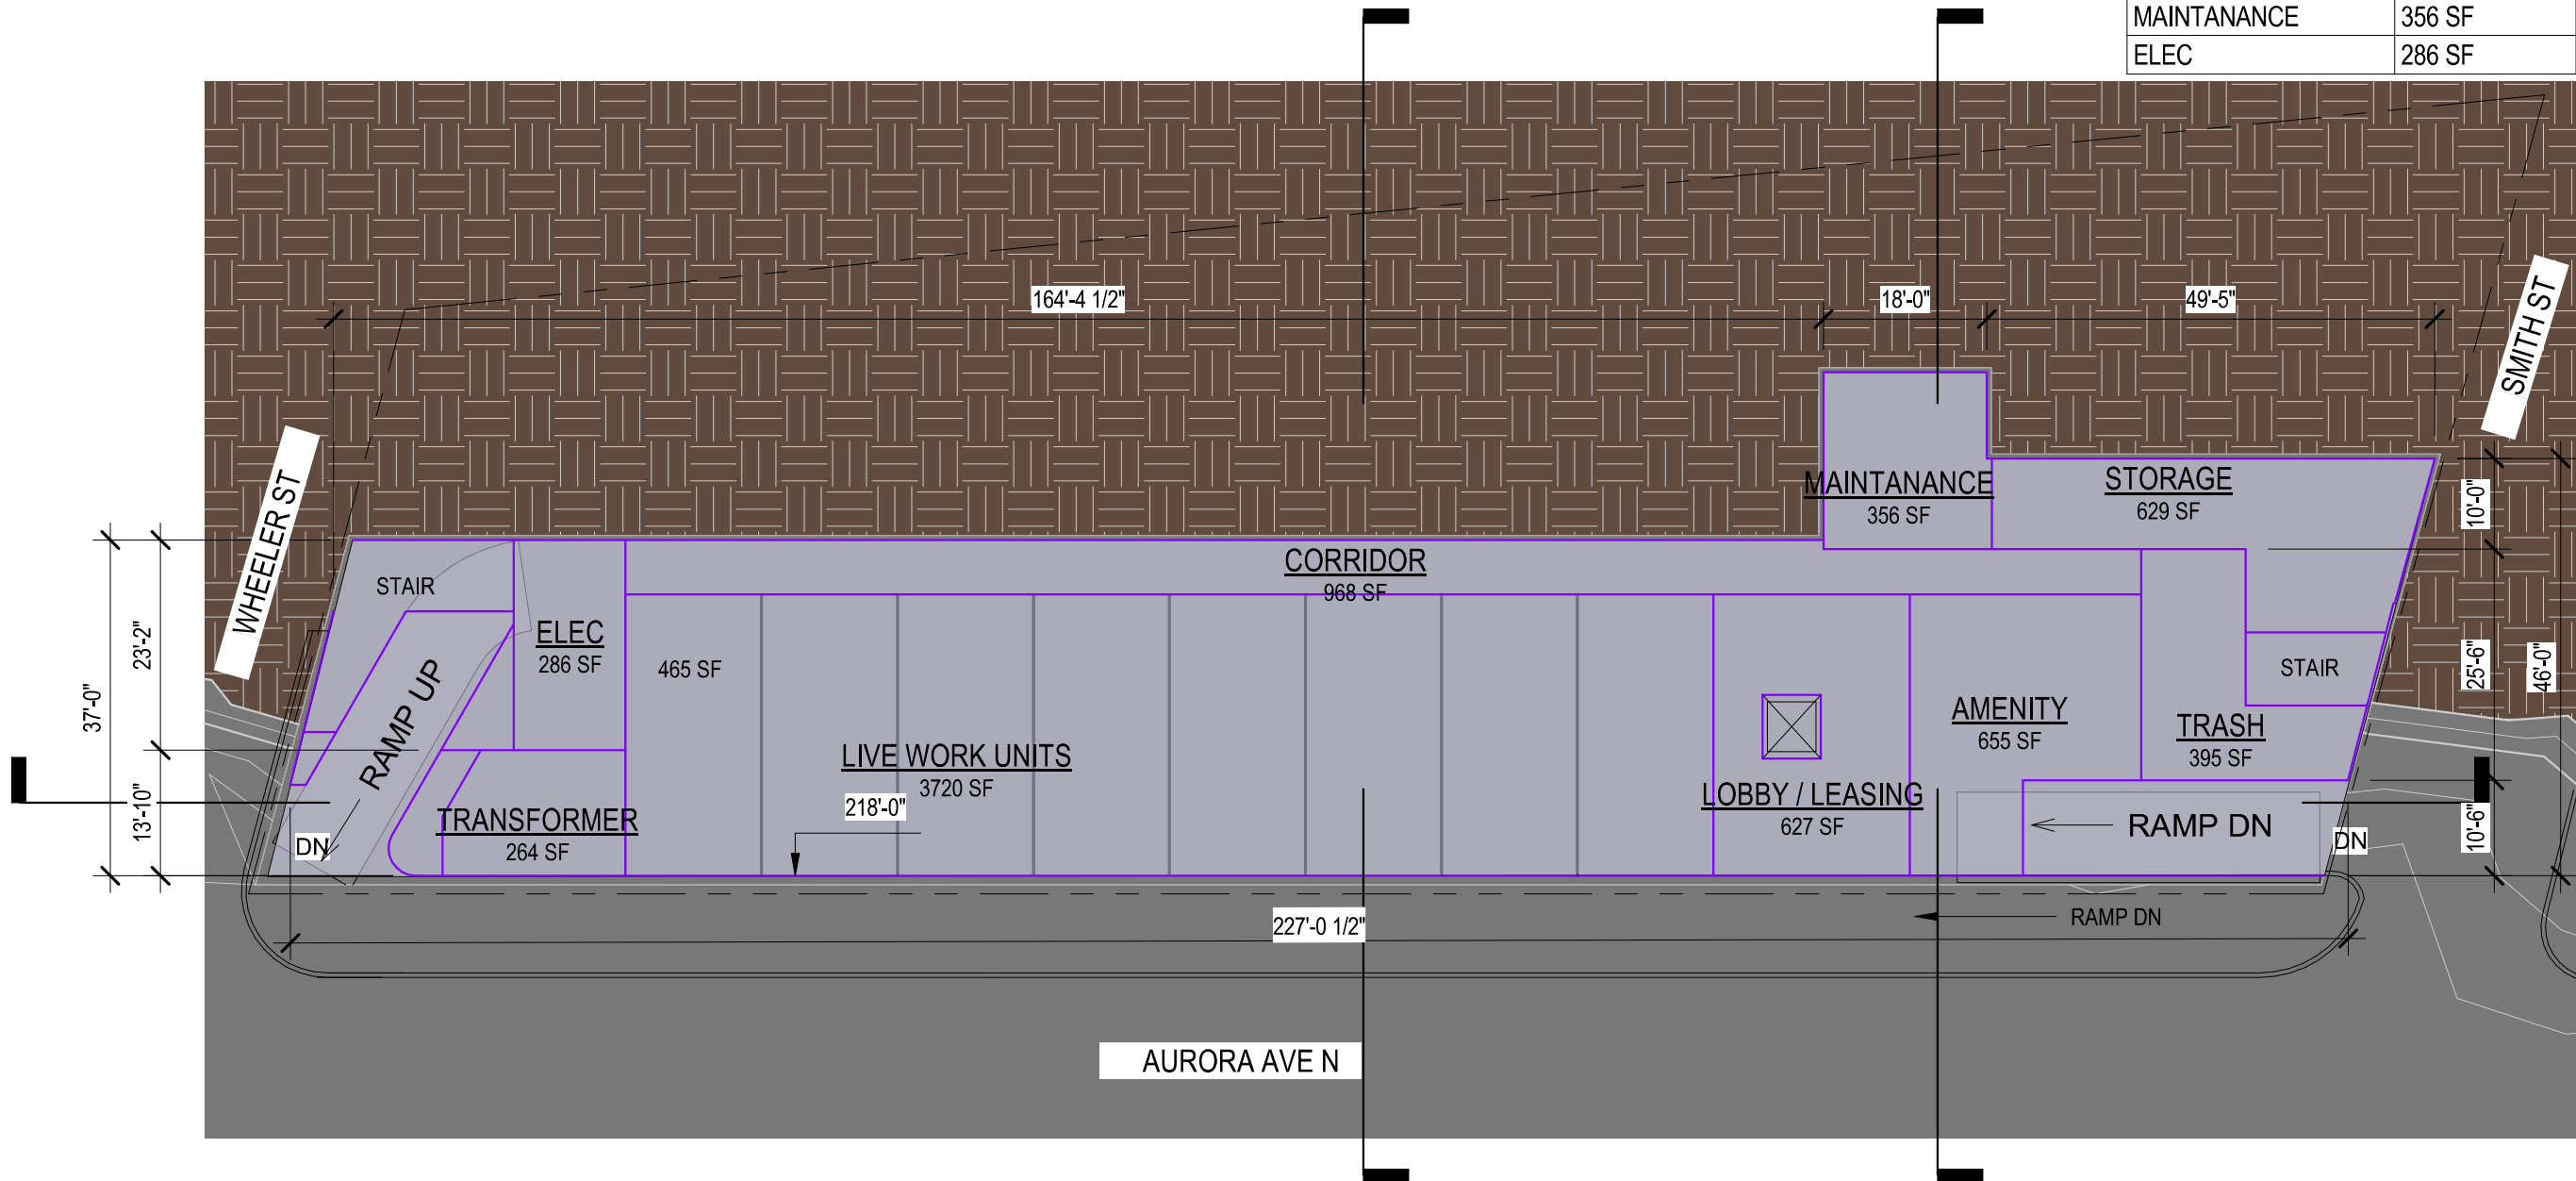 MAINTANANCE 356 SF
ELEC 286 SF
164'-4 1/2"
18'-0"
49'-5"
SMITH ST
WHEELER ST
MAINTANANCE
356 SF
STORAGE
629 SF
10'-0"
CORRIDOR
968 SF
STAIR
ELEC
286 SF
465 SF
23'-2"
37'-0"
RAMP UP
STAIR
25'-6"
46'-0"
AMENITY
655 SF
TRASH
395 SF
LIVE WORK UNITS
3720 SF
218'-0"
LOBBY / LEASING
627 SF
TRANSFORMER
264 SF
13'-10"
DN
RAMP DN
DN
10'-6"
227'-0 1/2"
RAMP DN
AURORA AVE N